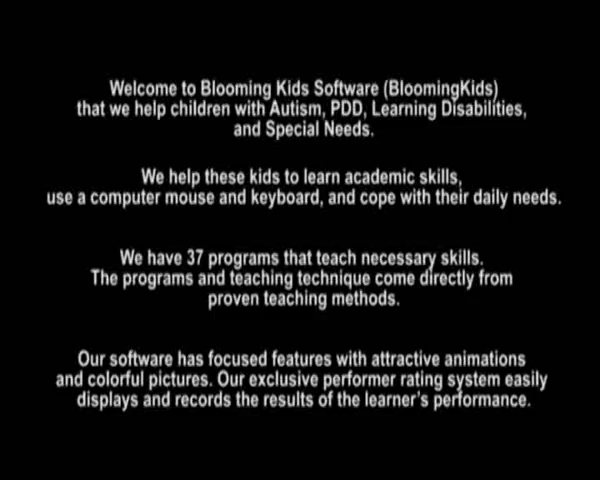 Welcome to Blooming Kids Software (BloomingKids)
that we help children with Autism, PDD, Learning Disabilities,
and Special Needs.
We help these kids to learn academic skills,
use a computer mouse and keyboard, and cope with their daily needs.
We have 37 programs that teach necessary skills.
The programs and teaching technique come directly from
proven teaching methods.
Our software has focused features with attractive animations
and colorful pictures. Our exclusive performer rating system easily
displays and records the results of the learner's performance.